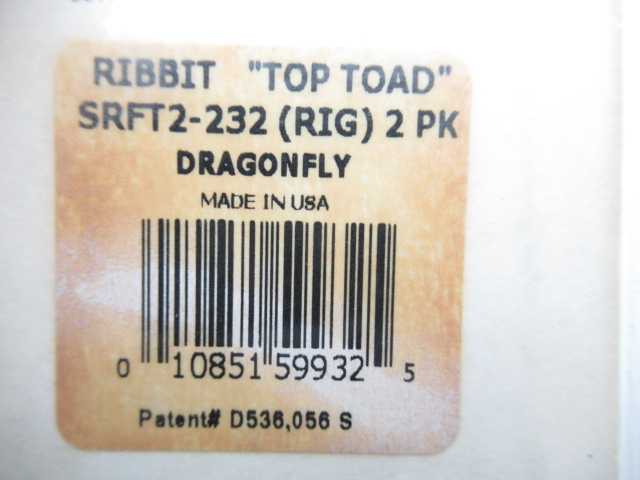 RIBBIT "TOP TOAD"
SRFT2-232 (RIG) 2 PK
DRAGONFLY
MADE IN USA
0 10851 59932 5
Patent# D536,056 S